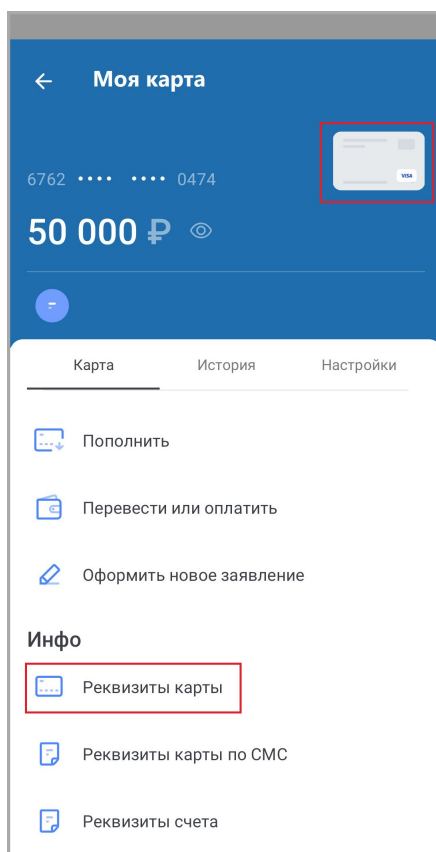 Моя карта
VISA
6762 •••• •••• 0474
50 000 ₽
Карта История Настройки
Пополнить
Перевести или оплатить
Оформить новое заявление
Инфо
Реквизиты карты
Реквизиты карты по СМС
Реквизиты счета